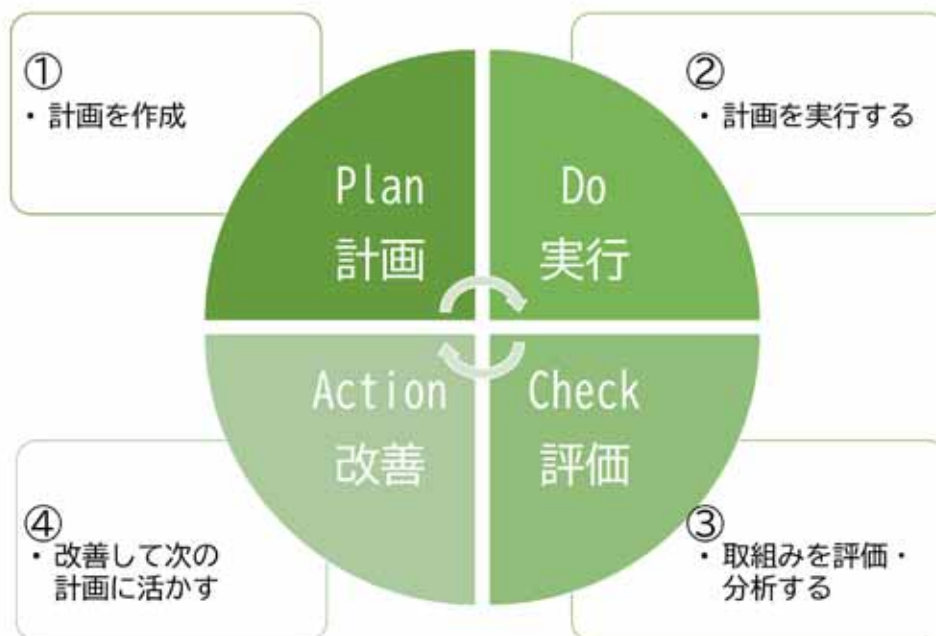 ①
・ 計画を作成
②
・ 計画を実行する
Plan
計画
Do
実行
Action
改善
Check
評価
④
・ 改善して次の
計画に活かす
③
・ 取組みを評価・
分析する